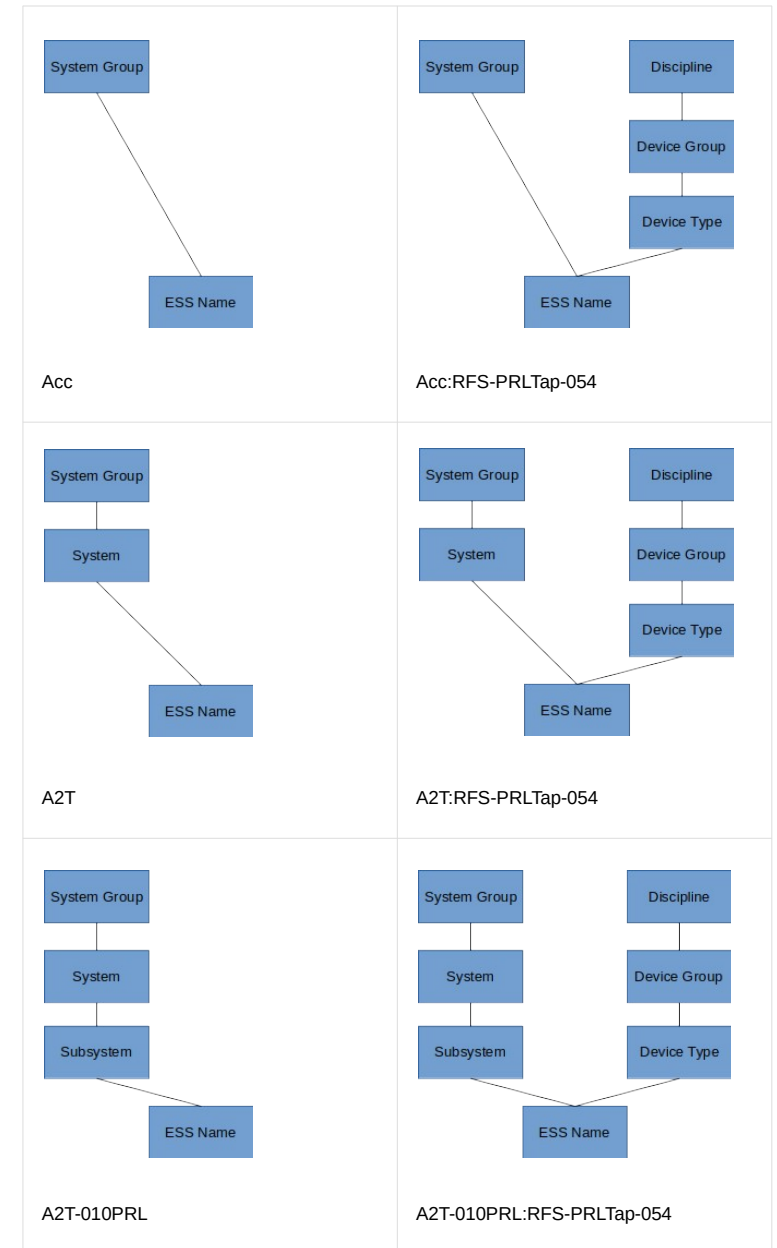 System Group
ESS Name
Acc
System Group
Discipline
Device Group
Device Type
ESS Name
Acc:RFS-PRLTap-054
System Group
System
ESS Name
A2T
System Group
Discipline
System
Device Group
Device Type
ESS Name
A2T:RFS-PRLTap-054
System Group
System
Subsystem
ESS Name
A2T-010PRL
System Group
Discipline
System
Device Group
Subsystem
Device Type
ESS Name
A2T-010PRL:RFS-PRLTap-054